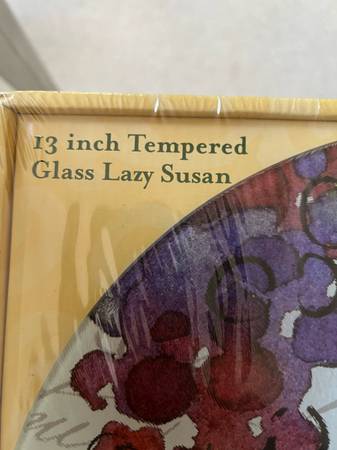 13 inch Tempered
Glass Lazy Susan